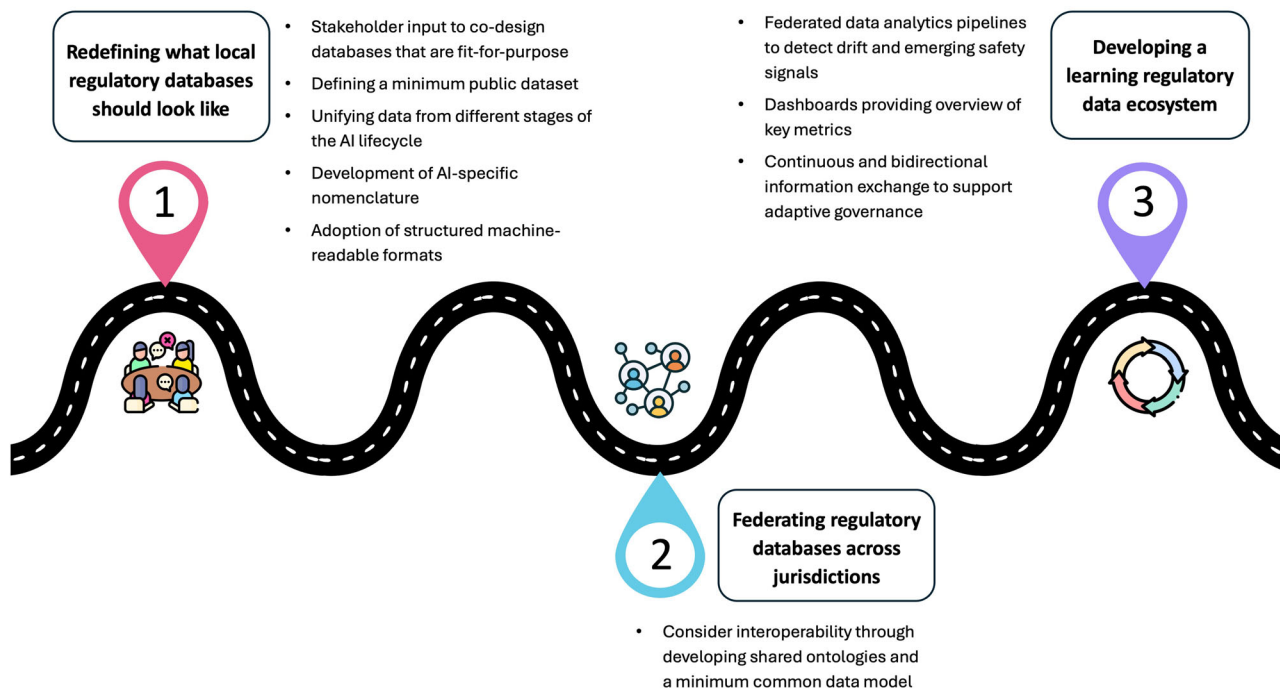 Redefining what local
regulatory databases
should look like
1
• Stakeholder input to co-design
databases that are fit-for-purpose
• Defining a minimum public dataset
• Unifying data from different stages of
the AI lifecycle
• Development of AI-specific
nomenclature
• Adoption of structured machine-
readable formats
2
Federating regulatory
databases across
jurisdictions
• Consider interoperability through
developing shared ontologies and
a minimum common data model
Developing a
learning regulatory
data ecosystem
3
• Federated data analytics pipelines
to detect drift and emerging safety
signals
• Dashboards providing overview of
key metrics
• Continuous and bidirectional
information exchange to support
adaptive governance